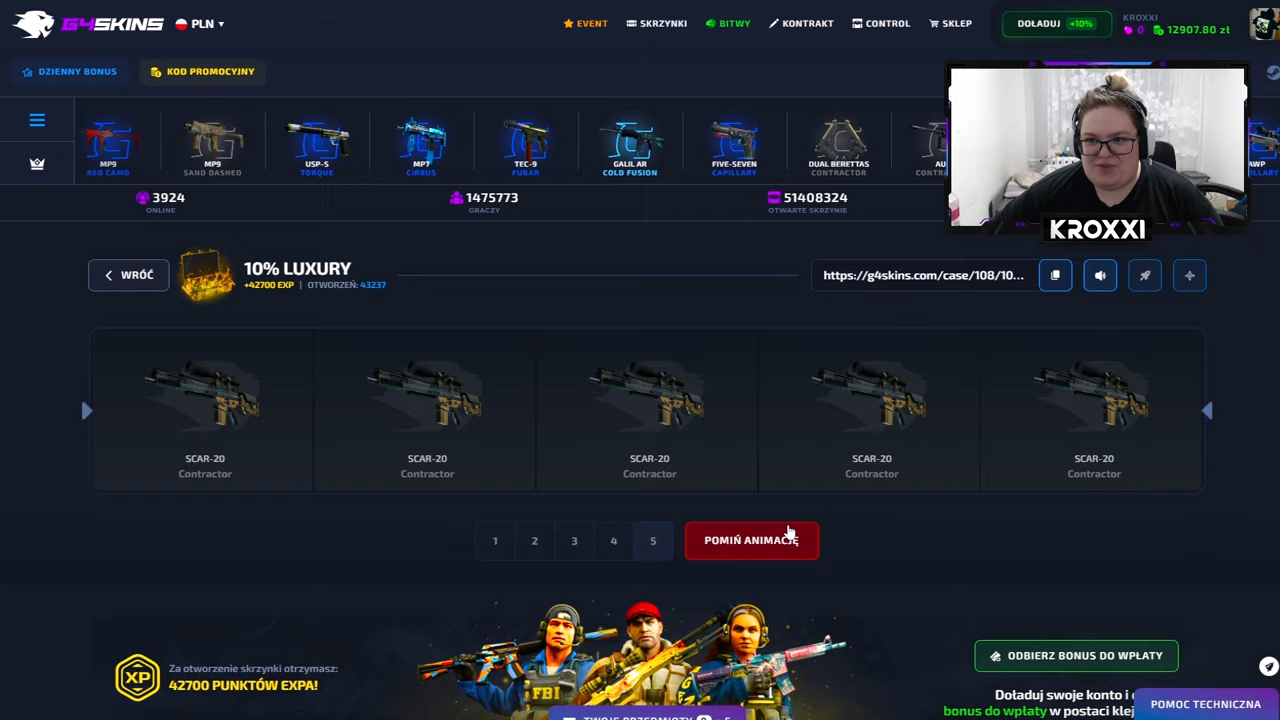 G4SKINS
PLN
EVENT
SKRZYNKI
BITWY
KONTRAKT
CONTROL
SKLEP
DOŁADUJ +10%
KROXXI
0 12907.80 zł
DZIENNY BONUS
KOD PROMOCYJNY
MP9
RED CAMO
MP9
SAND DASHED
USP-S
TORQUE
MP7
CIRRUS
TEC-9
FUBAR
GALIL AR
COLD FUSION
FIVE-SEVEN
CAPILLARY
DUAL BERETTAS
CONTRACTOR
3924
ONLINE
1475773
GRACZY
51408324
OTWARTE SKRZYNIE
KROXXI
WRÓĆ
10% LUXURY
+42700 EXP | OTWORZEŃ: 43237
https://g4skins.com/case/108/10...
SCAR-20
Contractor
SCAR-20
Contractor
SCAR-20
Contractor
SCAR-20
Contractor
SCAR-20
Contractor
1 2 3 4 5
POMIŃ ANIMACJĘ
XP
Za otworzenie skrzynki otrzymasz:
42700 PUNKTÓW EXPA!
FBI
ODBIERZ BONUS DO WPŁATY
Doładuj swoje konto i
bonus do wpłaty w postaci
POMOC TECHNICZNA